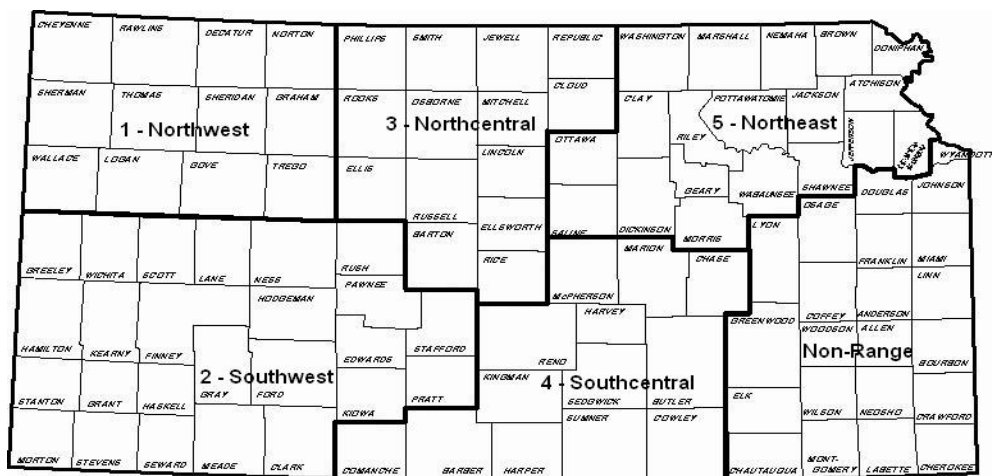 CHEYENNE RAWLINS DECATUR NORTON PHILLIPS SMITH JEWELL REPUBLIC WASHINGTON MARSHALL NEMAHA BROWN DONIPHAN
ATCHISON
SHERMAN THOMAS SHERIDAN GRAHAM ROOKS OSBORNE MITCHELL CLOUD CLAY POTTAWATOMIE JACKSON
1 - Northwest 3 - Northcentral 5 - Northeast
OTTAWA RILEY JEFFERSON
WALLACE LOGAN GOVE TREGO ELLIS LINCOLN WYANDOTT
GEARY WABAUNSEE SHAWNEE DOUGLAS JOHNSON
RUSSELL OSAGE
BARTON ELLSWORTH SALINE DICKINSON MORRIS LYON
GREELEY WICHITA SCOTT LANE NESS RUSH RICE MARION CHASE FRANKLIN MIAMI
PAWNEE LINN
HODGEMAN McPHERSON
HARVEY GREENWOOD COFFEY ANDERSON
WOODSON ALLEN
HAMILTON KEARNY FINNEY EDWARDS STAFFORD RENO Non-Range BOURBON
2 - Southwest KINGMAN 4 - Southcentral
STANTON GRANT HASKELL GRAY FORD KIOWA PRATT SEDGWICK BUTLER ELK
SUMNER COWLEY WILSON NEOSHO CRAWFORD
MORTON STEVENS SEWARD MEADE CLARK COMANCHE BARBER HARPER CHAUTAUQUA MONT-
GOMERY LABETTE CHEROKEE